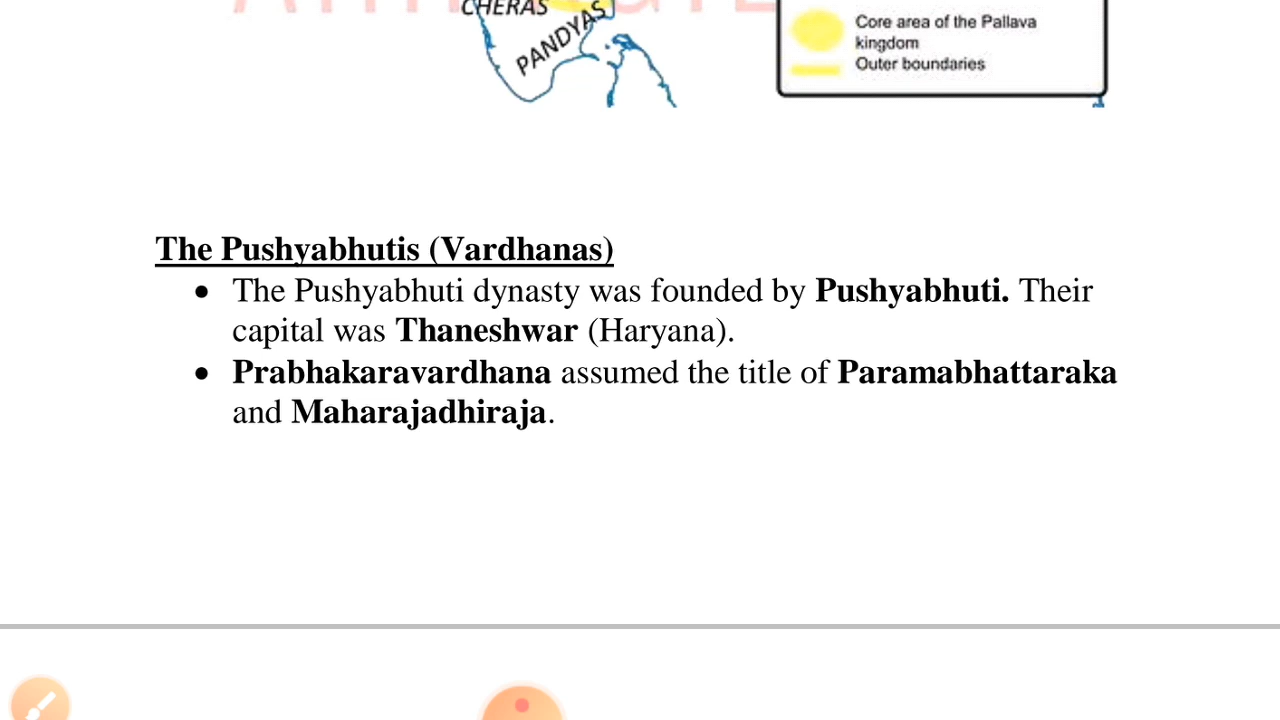 CHERAS
PANDYAS
Core area of the Pallava
kingdom
Outer boundaries
The Pushyabhutis (Vardhanas)
• The Pushyabhuti dynasty was founded by Pushyabhuti. Their
capital was Thaneshwar (Haryana).
• Prabhakaravardhana assumed the title of Paramabhattaraka
and Maharajadhiraja.